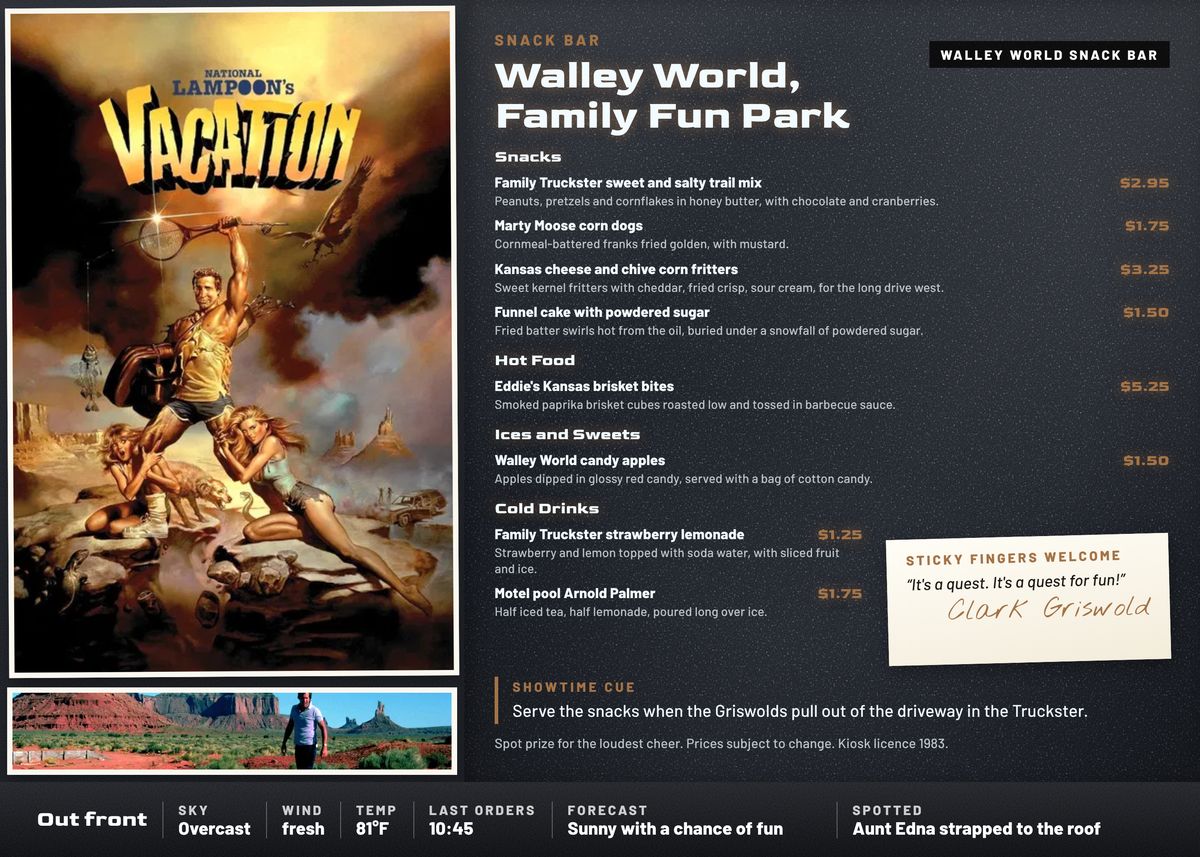 NATIONAL
LAMPOON's
VACATION
SNACK BAR
WALLEY WORLD SNACK BAR
Walley World,
Family Fun Park
Snacks
Family Truckster sweet and salty trail mix $2.95
Peanuts, pretzels and cornflakes in honey butter, with chocolate and cranberries.
Marty Moose corn dogs $1.75
Cornmeal-battered franks fried golden, with mustard.
Kansas cheese and chive corn fritters $3.25
Sweet kernel fritters with cheddar, fried crisp, sour cream, for the long drive west.
Funnel cake with powdered sugar $1.50
Fried batter swirls hot from the oil, buried under a snowfall of powdered sugar.
Hot Food
Eddie's Kansas brisket bites $5.25
Smoked paprika brisket cubes roasted low and tossed in barbecue sauce.
Ices and Sweets
Walley World candy apples $1.50
Apples dipped in glossy red candy, served with a bag of cotton candy.
Cold Drinks
Family Truckster strawberry lemonade $1.25
Strawberry and lemon topped with soda water, with sliced fruit
and ice.
Motel pool Arnold Palmer $1.75
Half iced tea, half lemonade, poured long over ice.
STICKY FINGERS WELCOME
“It's a quest. It's a quest for fun!”
Clark Griswold
SHOWTIME CUE
Serve the snacks when the Griswolds pull out of the driveway in the Truckster.
Spot prize for the loudest cheer. Prices subject to change. Kiosk licence 1983.
Out front
SKY
Overcast
WIND
fresh
TEMP
81°F
LAST ORDERS
10:45
FORECAST
Sunny with a chance of fun
SPOTTED
Aunt Edna strapped to the roof